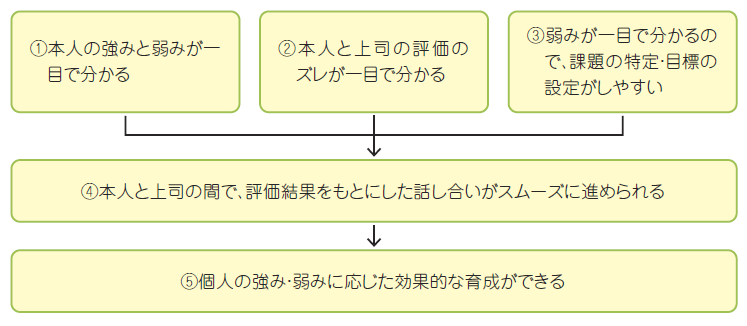 ①本人の強みと弱みが一
目で分かる
②本人と上司の評価の
ズレが一目で分かる
③弱みが一目で分かるの
で、課題の特定・目標の
設定がしやすい
④本人と上司の間で、評価結果をもとにした話し合いがスムーズに進められる
⑤個人の強み・弱みに応じた効果的な育成ができる